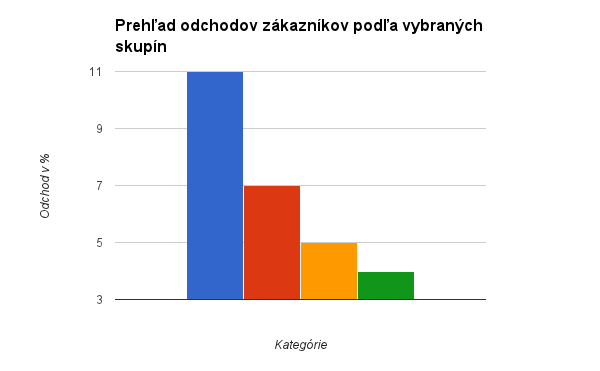 Prehľad odchodov zákazníkov podľa vybraných
skupín
11
9
7
5
3
Odchod v %
Kategórie